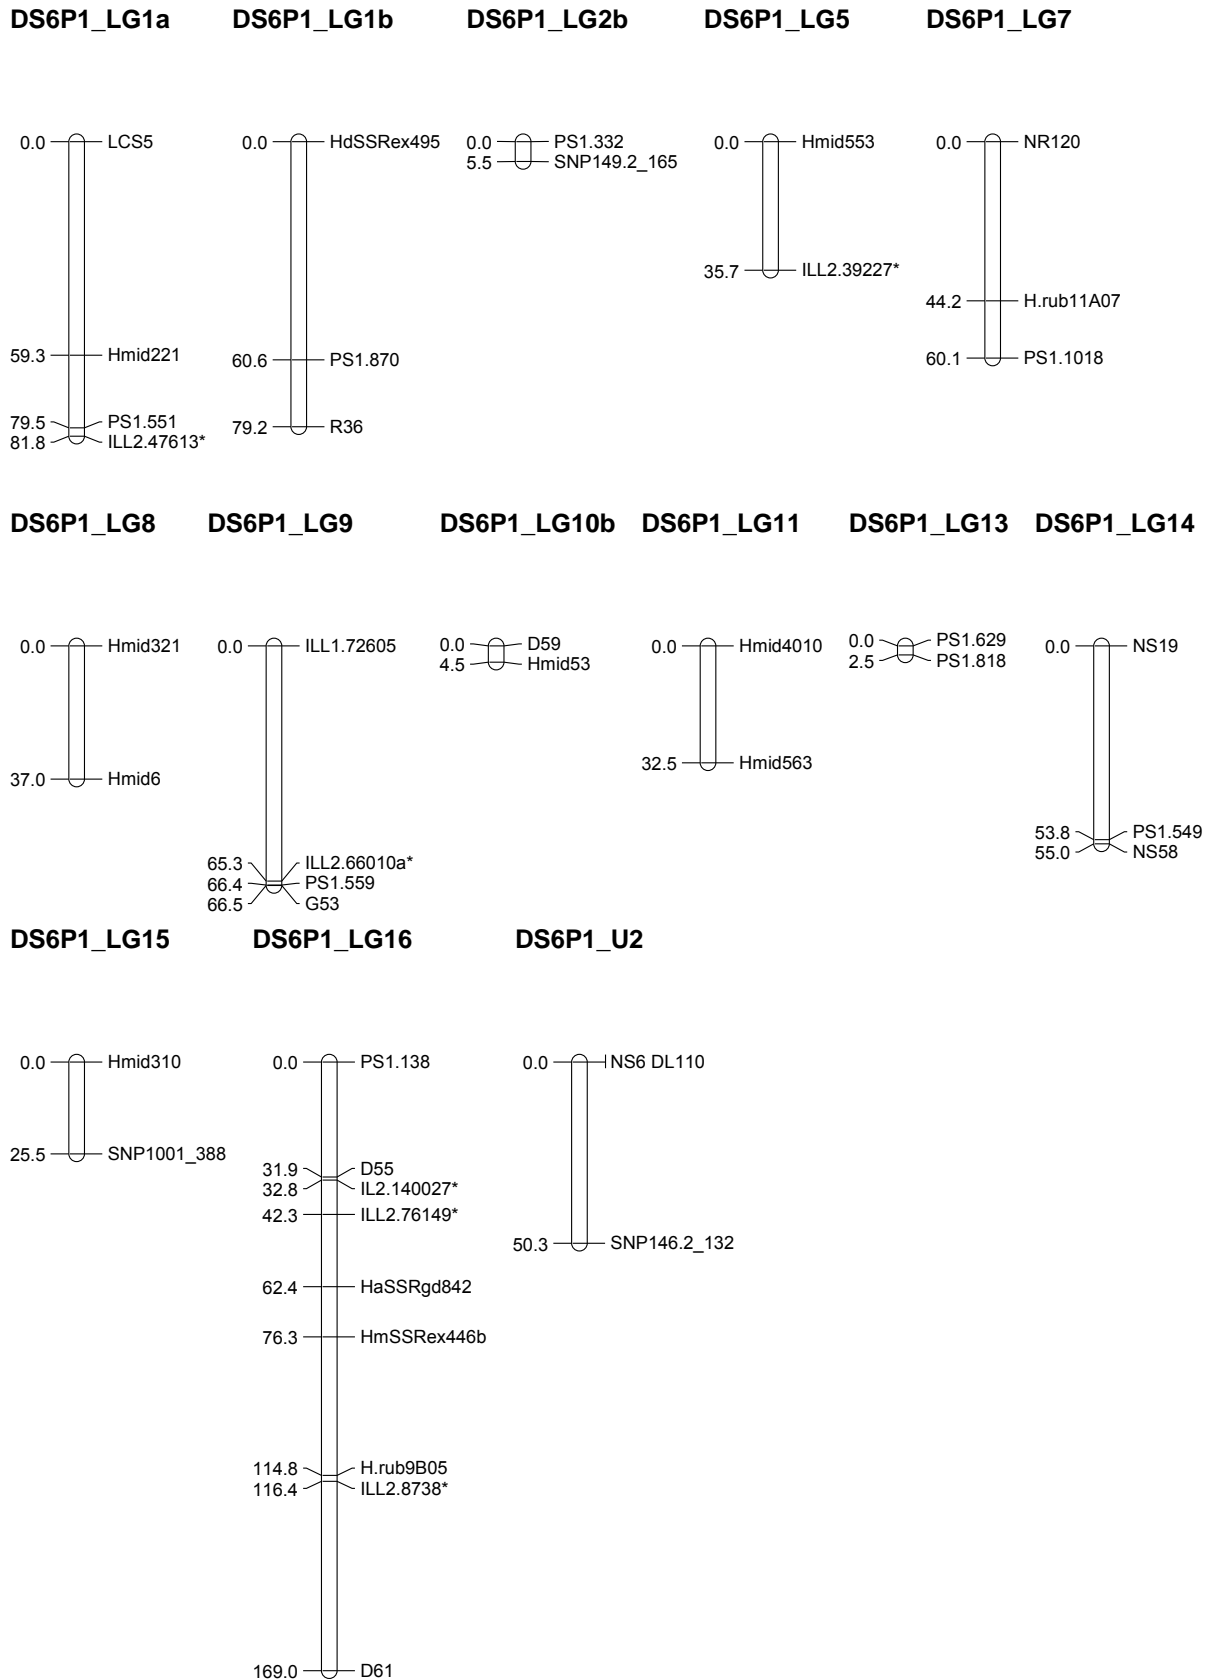 DS6P1_LG1a DS6P1_LG1b DS6P1_LG2b DS6P1_LG5 DS6P1_LG7
0.0 LCS5
59.3 Hmid221
79.5 PS1.551
81.8 ILL2.47613*
0.0 HdSSRex495
60.6 PS1.870
79.2 R36
0.0 PS1.332
5.5 SNP149.2_165
0.0 Hmid553
35.7 ILL2.39227*
0.0 NR120
44.2 H.rub11A07
60.1 PS1.1018
DS6P1_LG8 DS6P1_LG9 DS6P1_LG10b DS6P1_LG11 DS6P1_LG13 DS6P1_LG14
0.0 Hmid321
37.0 Hmid6
0.0 ILL1.72605
65.3 ILL2.66010a*
66.4 PS1.559
66.5 G53
0.0 D59
4.5 Hmid53
0.0 Hmid4010
32.5 Hmid563
0.0 PS1.629
2.5 PS1.818
0.0 NS19
53.8 PS1.549
55.0 NS58
DS6P1_LG15 DS6P1_LG16 DS6P1_U2
0.0 Hmid310
25.5 SNP1001_388
0.0 PS1.138
31.9 D55
32.8 IL2.140027*
42.3 ILL2.76149*
62.4 HaSSRgd842
76.3 HmSSRex446b
114.8 H.rub9B05
116.4 ILL2.8738*
169.0 D61
0.0 NS6 DL110
50.3 SNP146.2_132